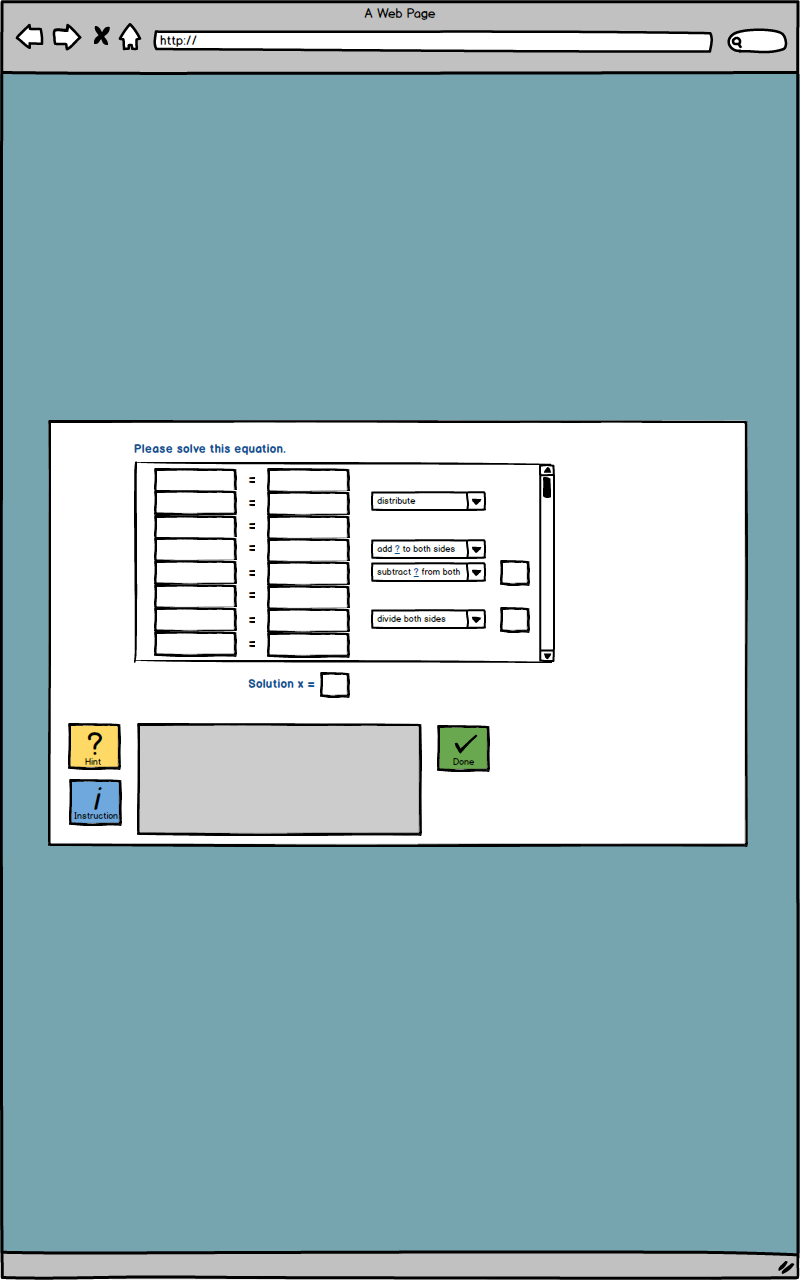 A Web Page
http://
Please solve this equation.
=
=
distribute
=
=
add ? to both sides
=
subtract ? from both
=
=
divide both sides
=
Solution x =
?
Hint
Done
i
Instruction